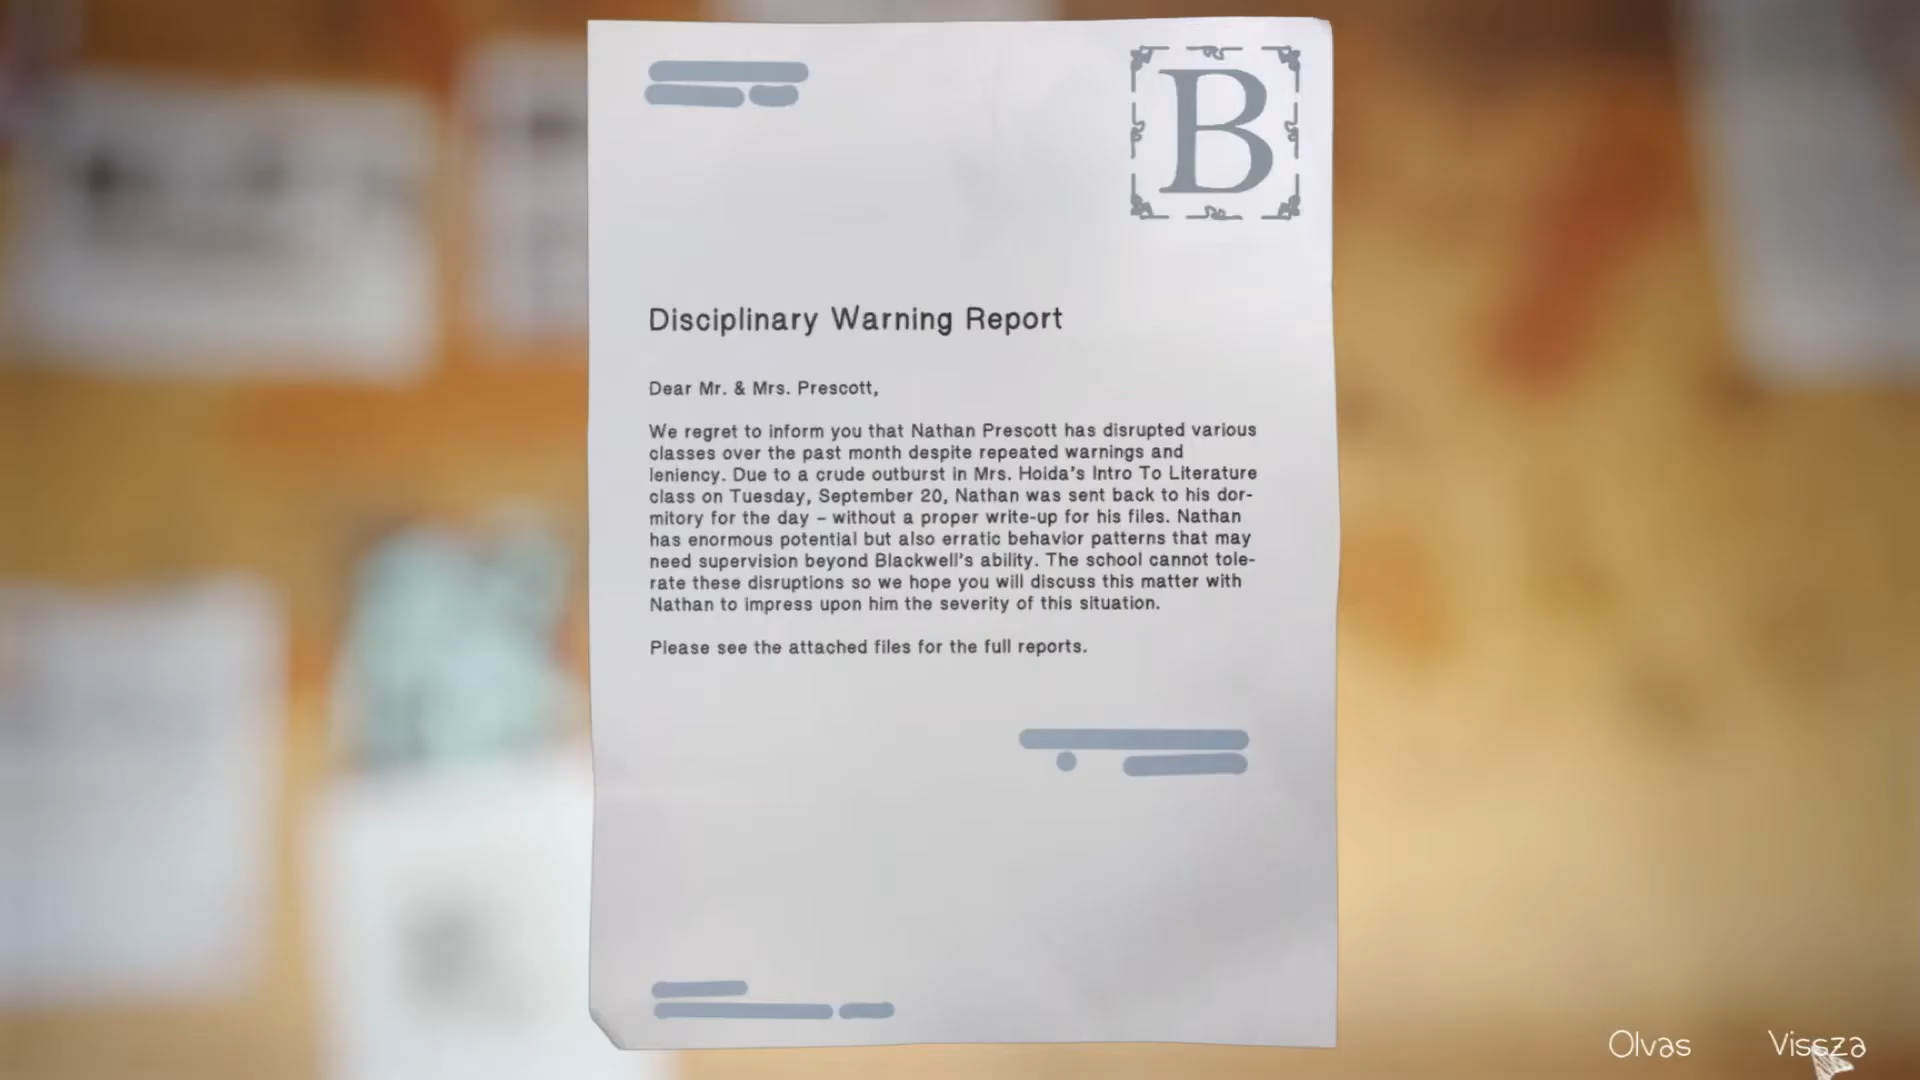 B
Disciplinary Warning Report
Dear Mr. & Mrs. Prescott,
We regret to inform you that Nathan Prescott has disrupted various
classes over the past month despite repeated warnings and
leniency. Due to a crude outburst in Mrs. Hoida's Intro To Literature
class on Tuesday, September 20, Nathan was sent back to his dor-
mitory for the day – without a proper write-up for his files. Nathan
has enormous potential but also erratic behavior patterns that may
need supervision beyond Blackwell's ability. The school cannot tole-
rate these disruptions so we hope you will discuss this matter with
Nathan to impress upon him the severity of this situation.
Please see the attached files for the full reports.
Olvas Vissza